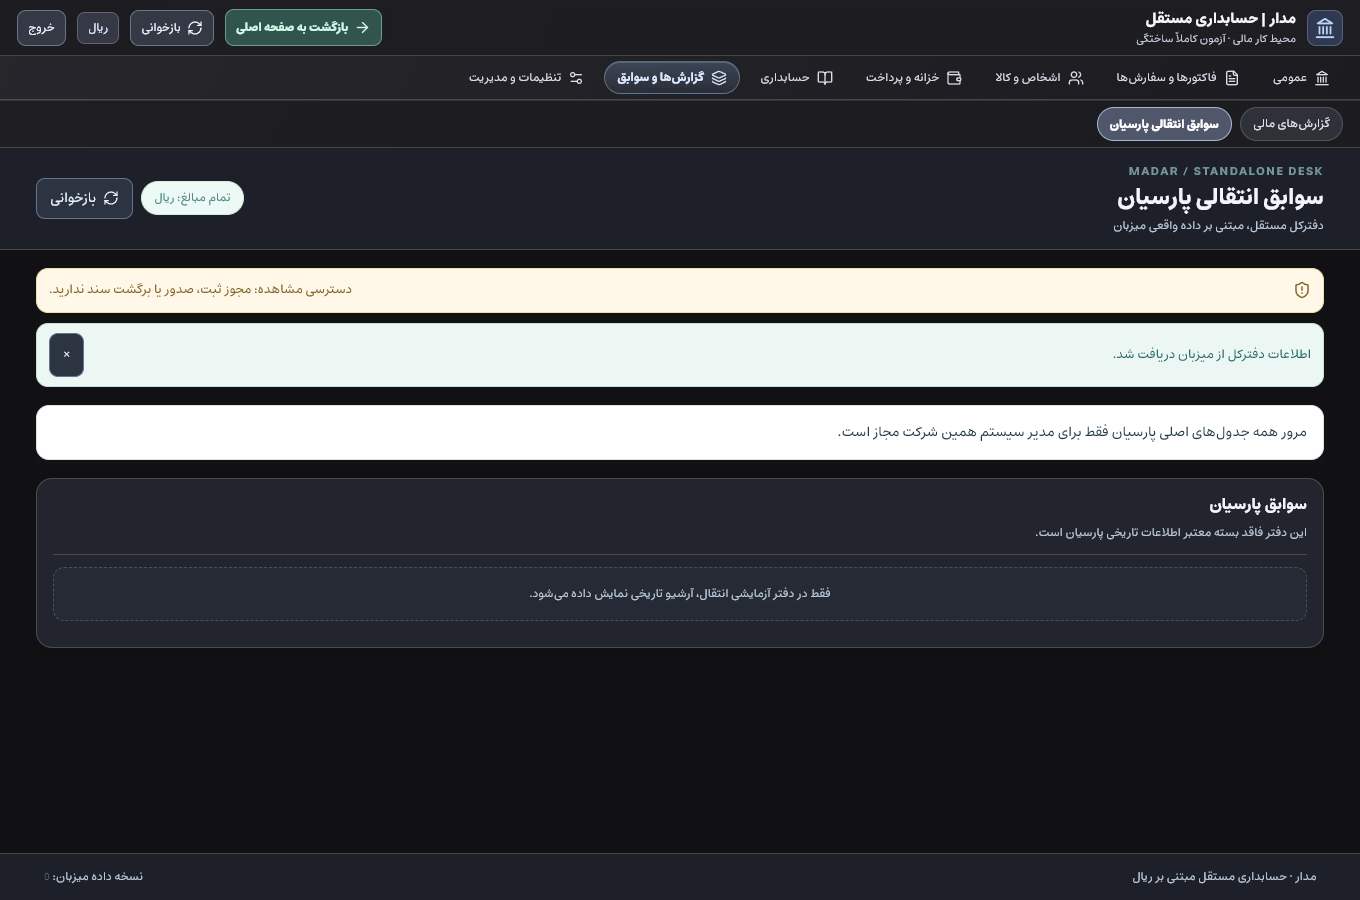 مدار | حسابداری مستقل
محیط کار مالی · آزمون کاملاً ساختگی
بازگشت به صفحه اصلی
بازخوانی
ریال
خروج
عمومی
فاکتورها و سفارش‌ها
اشخاص و کالا
خزانه و پرداخت
حسابداری
گزارش‌ها و سوابق
تنظیمات و مدیریت
گزارش‌های مالی
سوابق انتقالی پارسیان
MADAR / STANDALONE DESK
سوابق انتقالی پارسیان
دفترکل مستقل، مبتنی بر داده واقعی میزبان
تمام مبالغ: ریال
بازخوانی
دسترسی مشاهده: مجوز ثبت، صدور یا برگشت سند ندارید.
اطلاعات دفترکل از میزبان دریافت شد.
×
مرور همه جدول‌های اصلی پارسیان فقط برای مدیر سیستم همین شرکت مجاز است.
سوابق پارسیان
این دفتر فاقد بسته معتبر اطلاعات تاریخی پارسیان است.
فقط در دفتر آزمایشی انتقال، آرشیو تاریخی نمایش داده می‌شود.
مدار · حسابداری مستقل مبتنی بر ریال
نسخه داده میزبان: